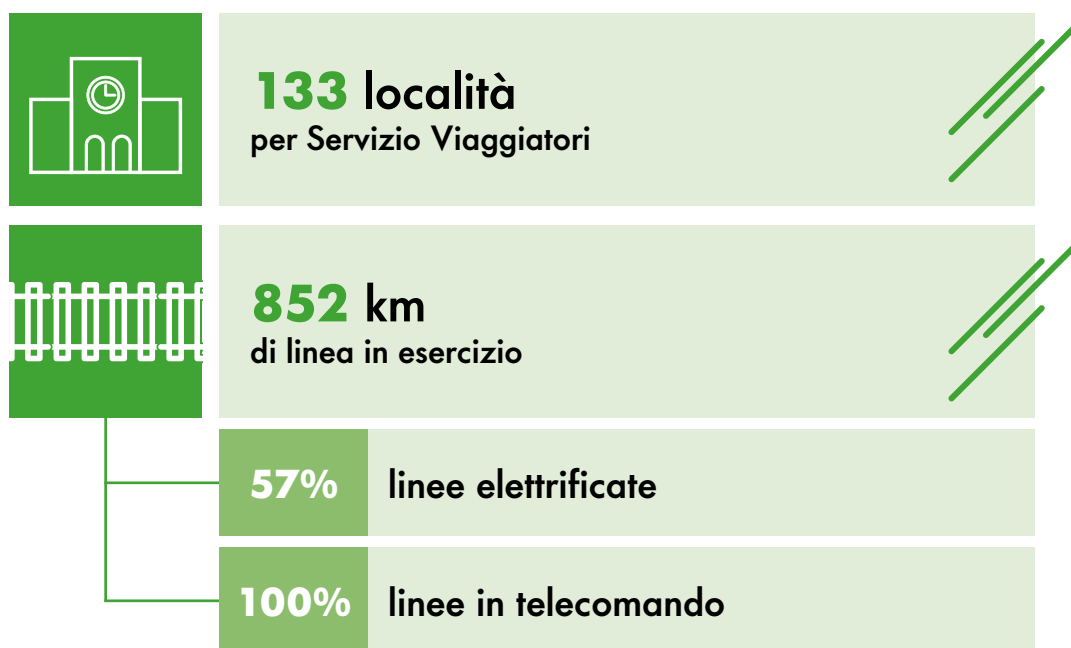 133 località
per Servizio Viaggiatori
852 km
di linea in esercizio
57% linee elettrificate
100% linee in telecomando